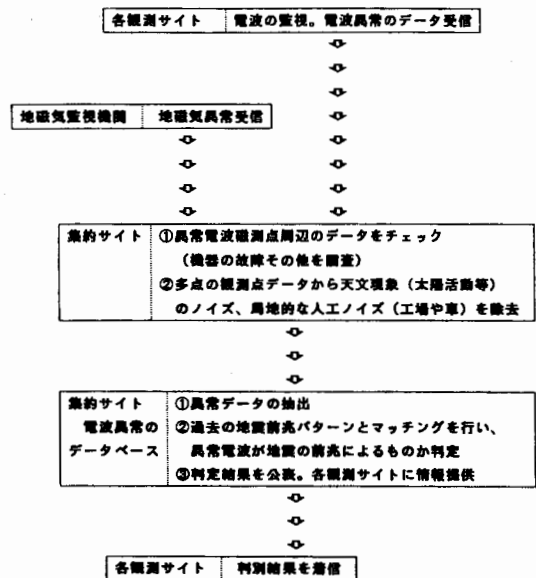 各観測サイト 電波の監視。電波異常のデータ受信
地磁気監視機関 地磁気異常受信
集約サイト ①異常電波観測点周辺のデータをチェック
（機器の故障その他を調査）
②多点の観測点データから天文現象（太陽活動等）
のノイズ、局地的な人工ノイズ（工場や車）を除去
集約サイト ①異常データの抽出
電波異常の ②過去の地震前兆パターンとマッチングを行い、
データベース 異常電波が地震の前兆によるものか判定
③判定結果を公表。各観測サイトに情報提供
各観測サイト 判別結果を着信